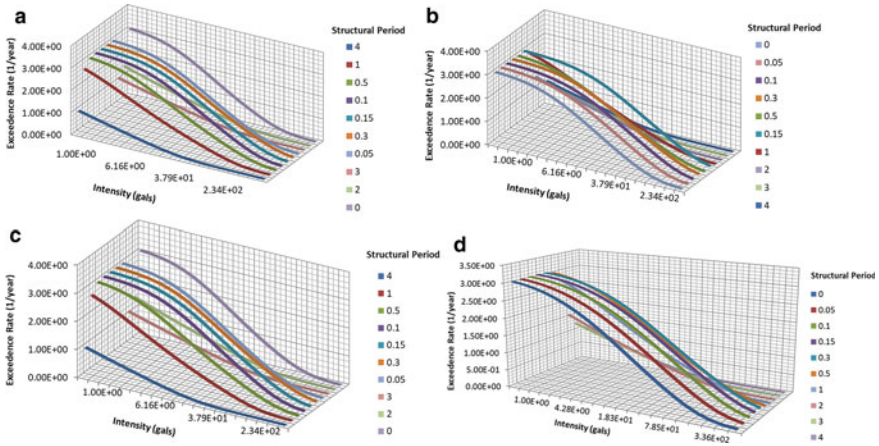 a
Structural Period
Exceedence Rate (1/year)
4.00E+00
3.00E+00
2.00E+00
1.00E+00
0.00E+00
1.00E+00
6.16E+00
3.79E+01
2.34E+02
Intensity (gals)
4
1
0.5
0.1
0.15
0.3
0.05
3
2
0
b
Structural Period
Exceedence Rate (1/year)
4.00E+00
3.00E+00
2.00E+00
1.00E+00
0.00E+00
1.00E+00
6.16E+00
3.79E+01
2.34E+02
Intensity (gals)
0
0.05
0.1
0.3
0.5
0.15
1
2
3
4
c
Structural Period
Exceedence Rate (1/year)
4.00E+00
3.00E+00
2.00E+00
1.00E+00
0.00E+00
1.00E+00
6.16E+00
3.79E+01
2.34E+02
Intensity (gals)
4
1
0.5
0.1
0.15
0.3
0.05
3
2
0
d
Structural Period
Exceedence Rate (1/year)
3.50E+00
3.00E+00
2.50E+00
2.00E+00
1.50E+00
1.00E+00
5.00E-01
0.00E+00
1.00E+00
4.28E+00
1.83E+01
7.85E+01
3.36E+02
Intensity (gals)
0
0.05
0.1
0.15
0.3
0.5
1
2
3
4